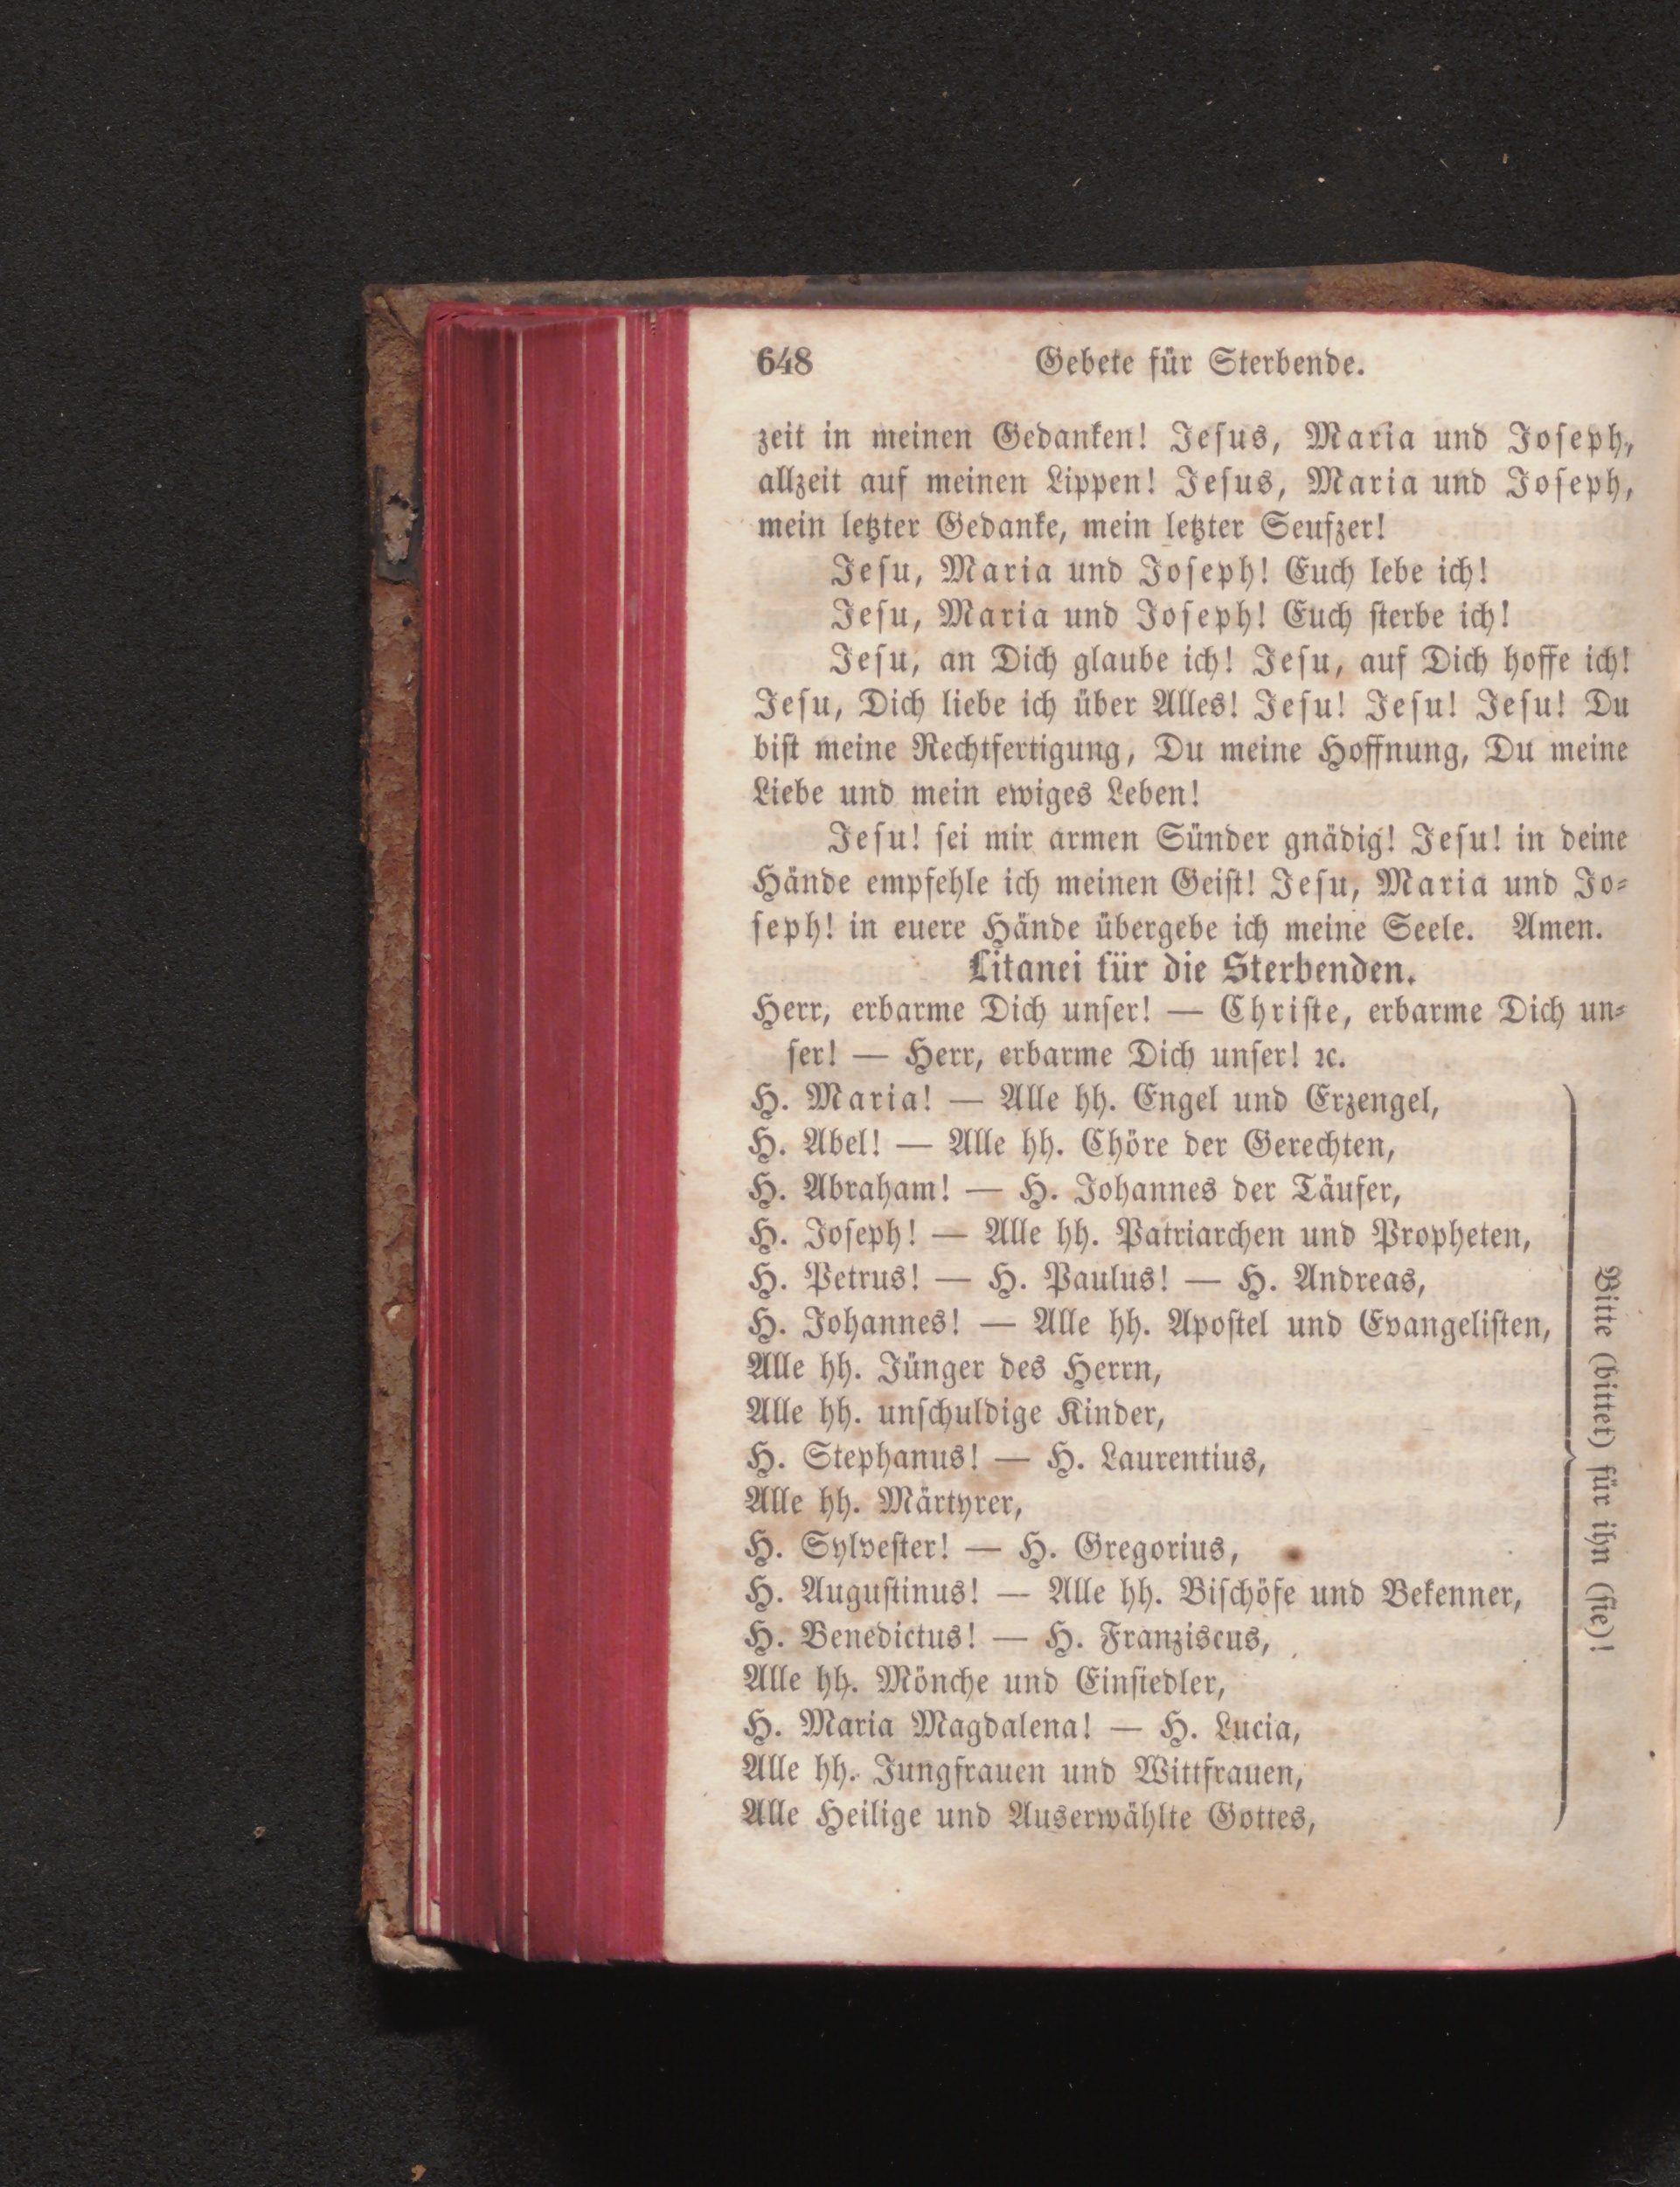 648 Gebete für Sterbende.
zeit in meinen Gedanken! Jesus, Maria und Joseph,
allzeit auf meinen Lippen! Jesus, Maria und Joseph,
mein letzter Gedanke, mein letzter Seufzer!
Jesu, Maria und Joseph! Euch lebe ich!
Jesu, Maria und Joseph! Euch sterbe ich!
Jesu, an Dich glaube ich! Jesu, auf Dich hoffe ich!
Jesu, Dich liebe ich über Alles! Jesu! Jesu! Jesu! Du
bist meine Rechtfertigung, Du meine Hoffnung, Du meine
Liebe und mein ewiges Leben!
Jesu! sei mir armen Sünder gnädig! Jesu! in deine
Hände empfehle ich meinen Geist! Jesu, Maria und Jo-
seph! in euere Hände übergebe ich meine Seele. Amen.
Litanei für die Sterbenden.
Herr, erbarme Dich unser! — Christe, erbarme Dich un-
ser! — Herr, erbarme Dich unser! ꝛc.
H. Maria! — Alle hh. Engel und Erzengel,
H. Abel! — Alle hh. Chöre der Gerechten,
H. Abraham! — H. Johannes der Täufer,
H. Joseph! — Alle hh. Patriarchen und Propheten,
H. Petrus! — H. Paulus! — H. Andreas,
H. Johannes! — Alle hh. Apostel und Evangelisten,
Alle hh. Jünger des Herrn,
Alle hh. unschuldige Kinder,
H. Stephanus! — H. Laurentius,
Alle hh. Märtyrer,
H. Sylvester! — H. Gregorius,
H. Augustinus! — Alle hh. Bischöfe und Bekenner,
H. Benedictus! — H. Franziscus,
Alle hh. Mönche und Einsiedler,
H. Maria Magdalena! — H. Lucia,
Alle hh. Jungfrauen und Wittfrauen,
Alle Heilige und Auserwählte Gottes,
Bitte (bittet) für ihn (sie)!